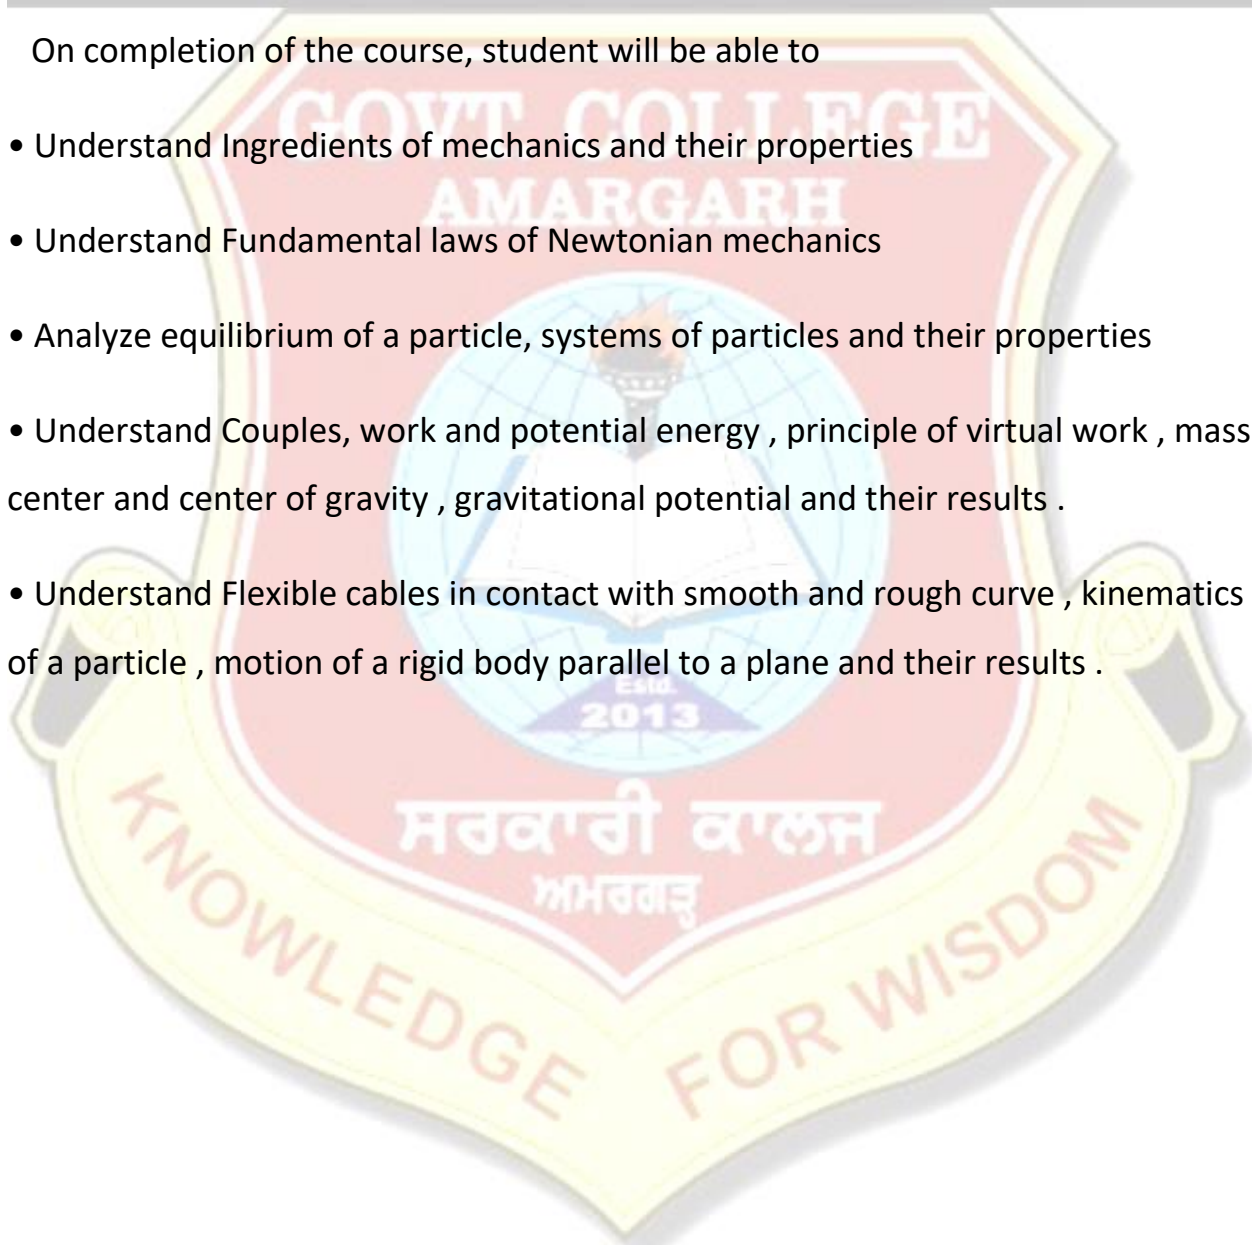 On completion of the course, student will be able to
• Understand Ingredients of mechanics and their properties
• Understand Fundamental laws of Newtonian mechanics
• Analyze equilibrium of a particle, systems of particles and their properties
• Understand Couples, work and potential energy , principle of virtual work , mass
center and center of gravity , gravitational potential and their results .
• Understand Flexible cables in contact with smooth and rough curve , kinematics
of a particle , motion of a rigid body parallel to a plane and their results .
GOVT COLLEGE
AMARGARH
Estd.
2013
ਸਰਕਾਰੀ ਕਾਲਜ
ਅਮਰਗੜ੍ਹ
KNOWLEDGE FOR WISDOM